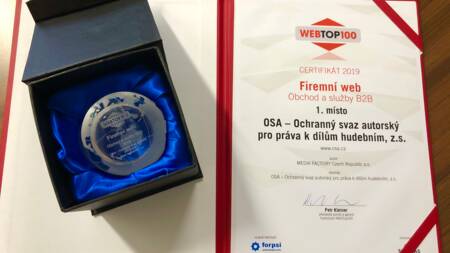 WEBTOP100
CERTIFIKÁT 2019
Firemní web
Obchod a služby B2B
1. místo
OSA – Ochranný svaz autorský
pro práva k dílům hudebním, z.s.
www.osa.cz
MEDIA FACTORY Czech Republic a.s.
OSA – Ochranný svaz autorský pro práva k dílům hudebním, z.s.
Petr Kleiner
forpsi